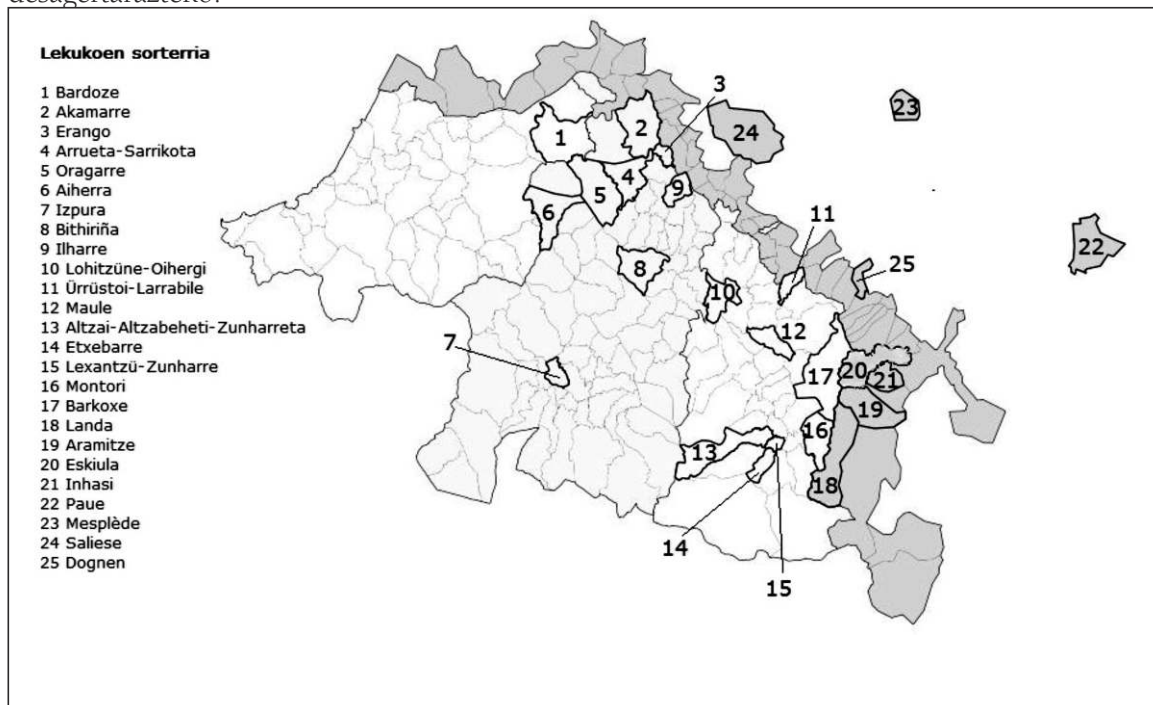 desagertarazteko.
Lekukoen sorterria
1 Bardoze
2 Akamarre
3 Erango
4 Arrueta-Sarrikota
5 Oragarre
6 Aiherra
7 Izpura
8 Bithiriña
9 Ilharre
10 Lohitzüne-Oihergi
11 Ürrüstoi-Larrabile
12 Maule
13 Altzai-Altzabeheti-Zunharreta
14 Etxebarre
15 Lexantzü-Zunharre
16 Montori
17 Barkoxe
18 Landa
19 Aramitze
20 Eskiula
21 Inhasi
22 Paue
23 Mesplède
24 Saliese
25 Dognen
3
23
24
1
2
4
9
5
6
11
22
25
8
10
12
7
17
20
21
19
16
13
18
14
15